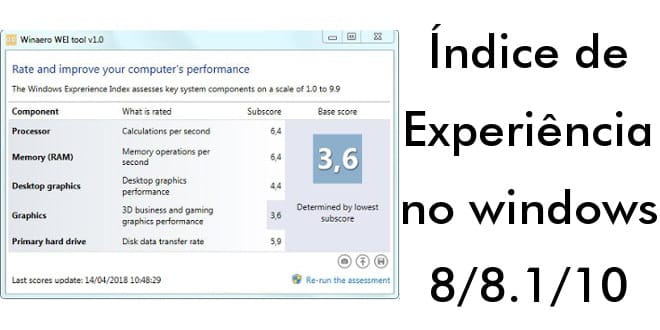 Winaero WEI tool v1.0
Rate and improve your computer's performance
The Windows Exprerience Index assesses key system components on a scale of 1.0 to 9.9
Component What is rated Subscore Base score
Processor Calculations per second 6,4
Memory (RAM) Memory operations per second 6,4
Desktop graphics Desktop graphics performance 4,4
Graphics 3D business and gaming graphics performance 3,6
Primary hard drive Disk data transfer rate 5,9
3,6
Determined by lowest
subscore
Last scores update: 14/04/2018 10:48:29
Re-run the assessment
Índice de
Experiência
no windows
8/8.1/10